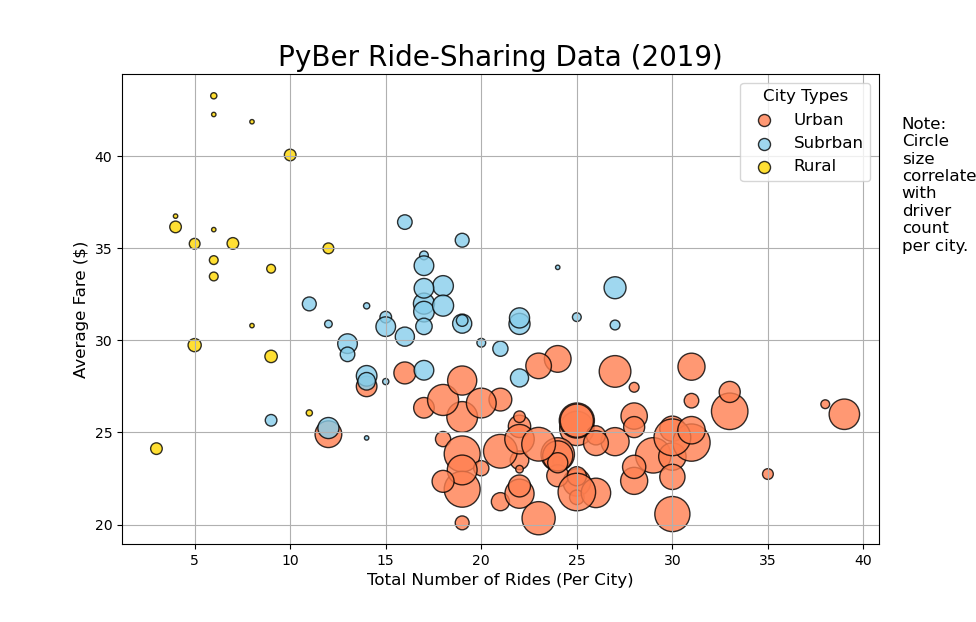 PyBer Ride-Sharing Data (2019)
City Types
Urban
Subrban
Rural
Note:
Circle
size
correlate
with
driver
count
per city.
Average Fare ($)
40
35
30
25
20
5 10 15 20 25 30 35 40
Total Number of Rides (Per City)